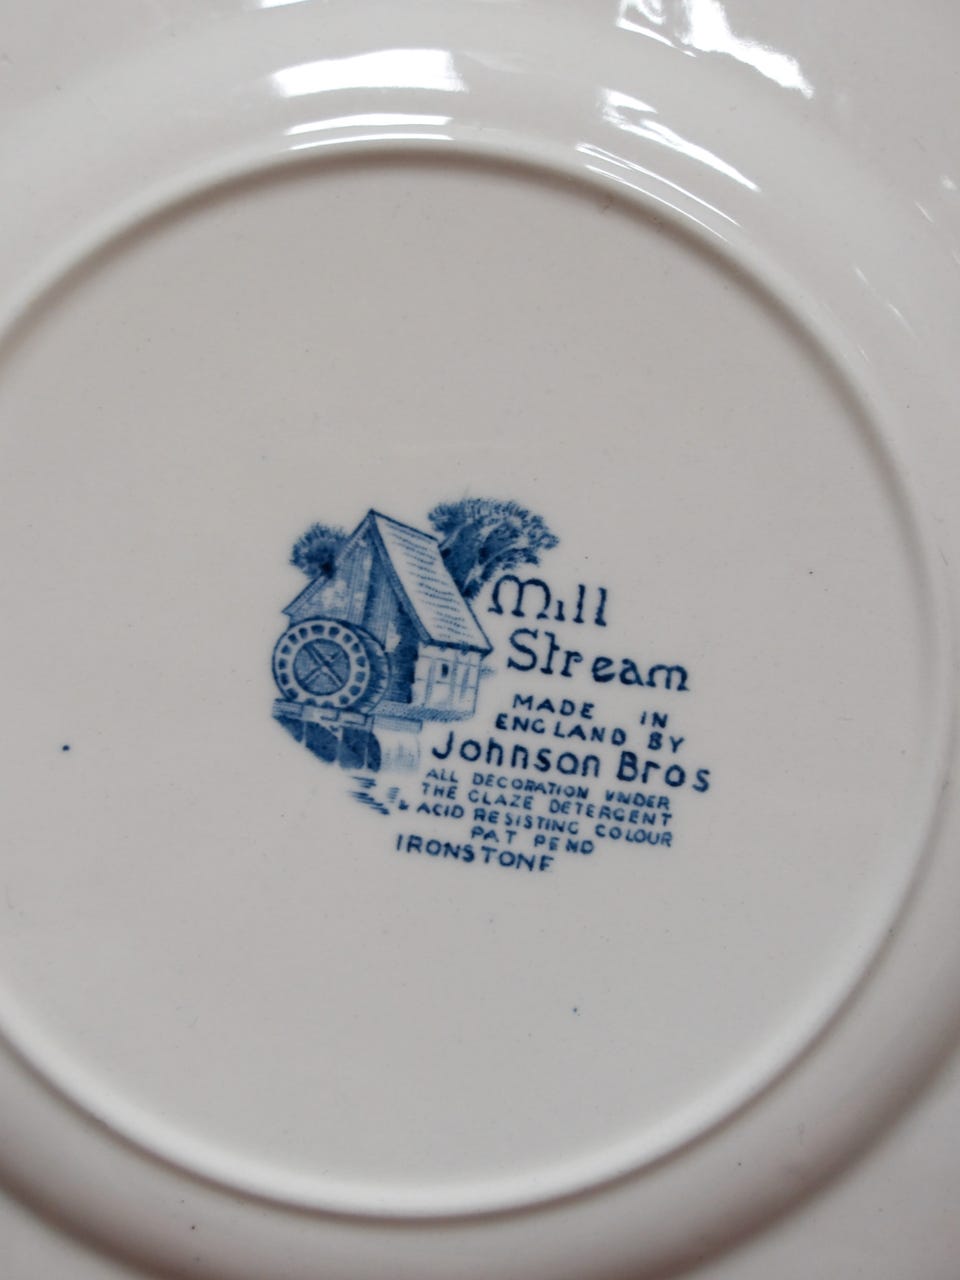 Mill
Stream
MADE IN
ENGLAND BY
Johnson Bros
ALL DECORATION UNDER
THE GLAZE DETERGENT
& ACID RESISTING COLOUR
PAT PEND
IRONSTONE